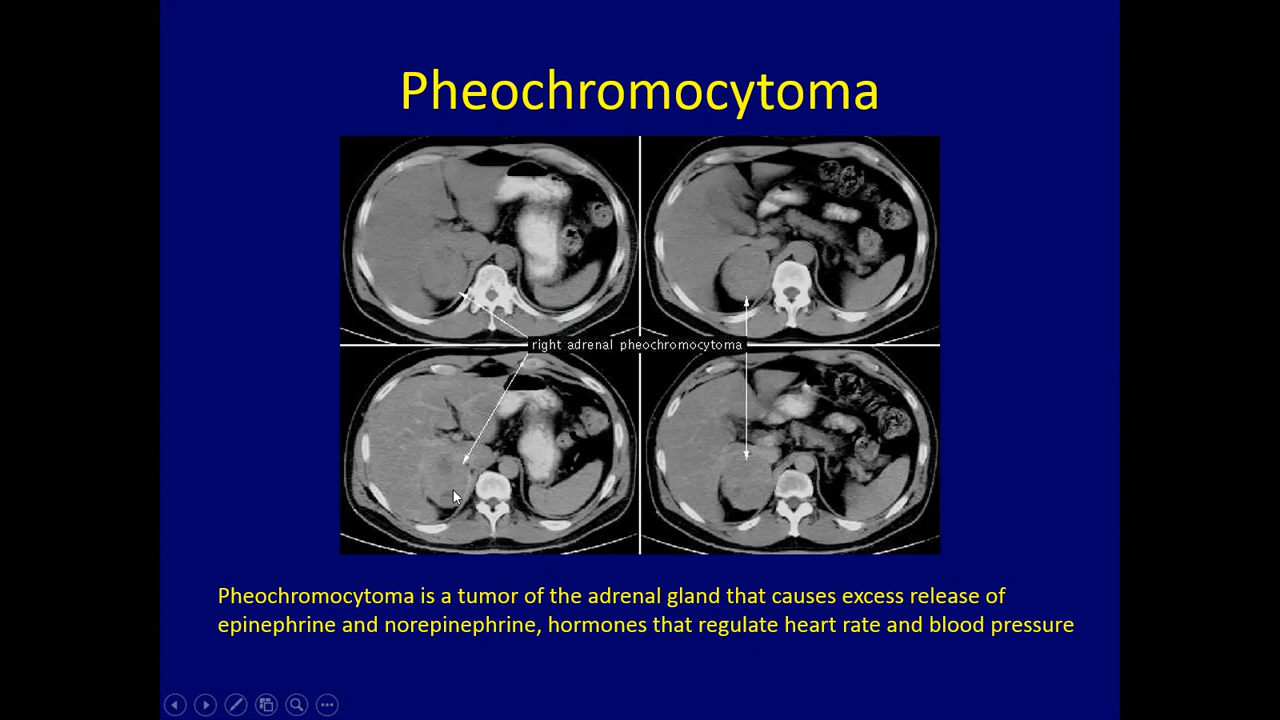 Pheochromocytoma
right adrenal pheochromocytoma
Pheochromocytoma is a tumor of the adrenal gland that causes excess release of
epinephrine and norepinephrine, hormones that regulate heart rate and blood pressure